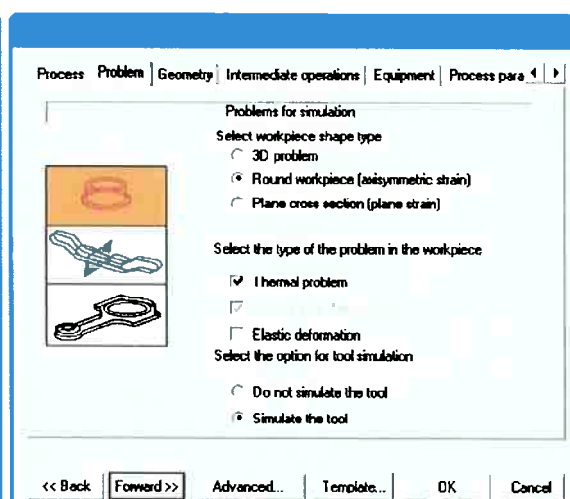 Process Problem Geometry Intermediate operations Equipment Process para
Problems for simulation
Select workpiece shape type
3D problem
Round workpiece (axisymmetric strain)
Plane cross section (plane strain)
Select the type of the problem in the workpiece
Thermal problem
Elastic deformation
Select the option for tool simulation
Do not simulate the tool
Simulate the tool
<< Back Forward >> Advanced... Template... OK Cancel